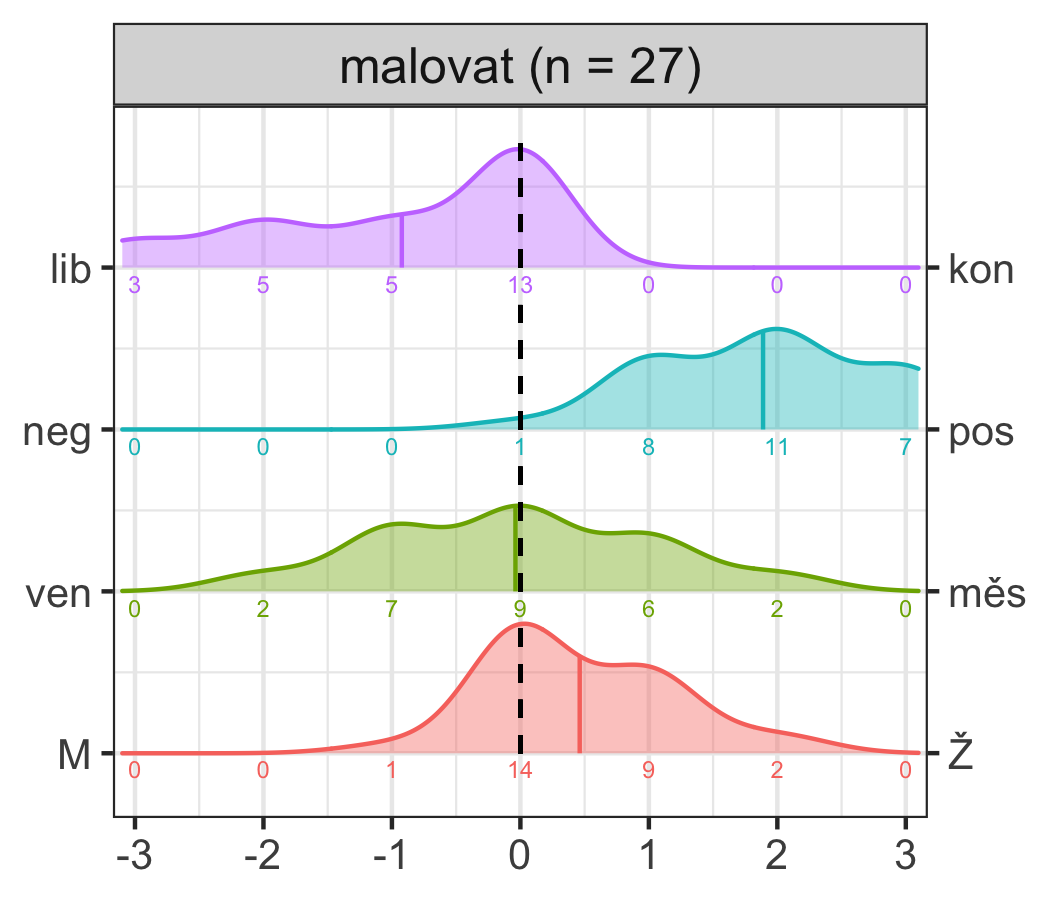 malovat (n = 27)
lib kon
3 5 5 13 0 0 0
neg pos
0 0 0 1 8 11 7
ven měs
0 2 7 9 6 2 0
M Ž
0 0 1 14 9 2 0
-3 -2 -1 0 1 2 3